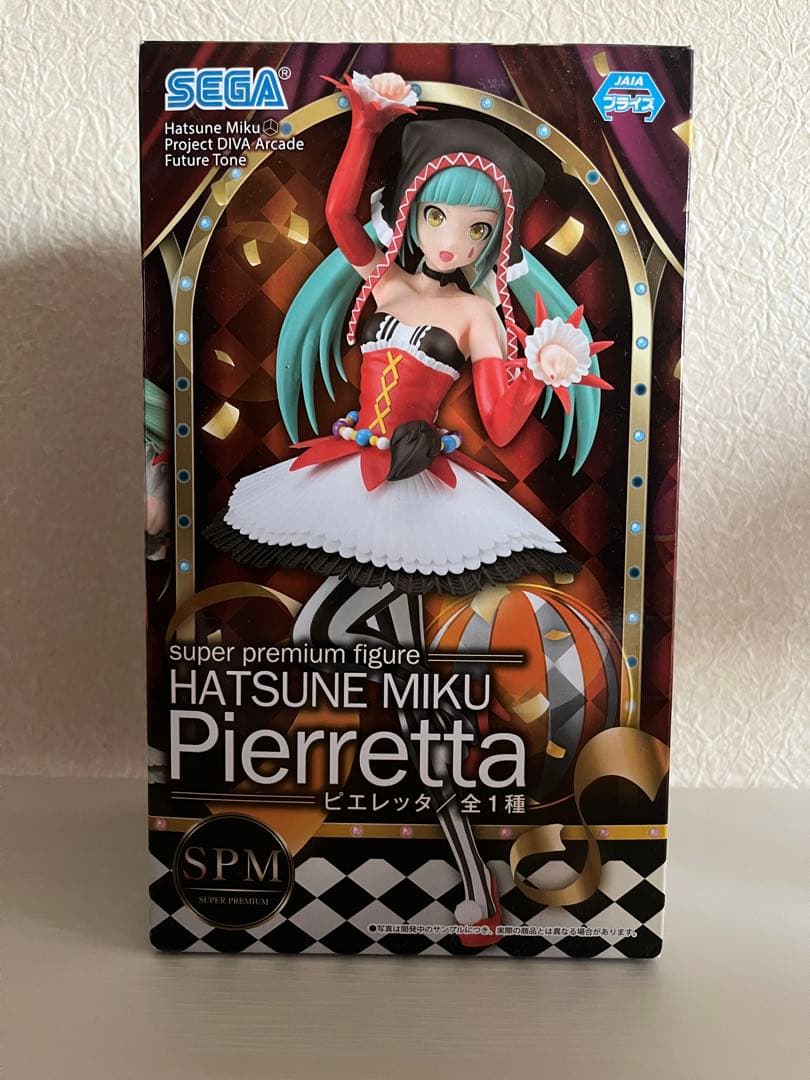 SEGA®
Hatsune Miku
Project DIVA Arcade
Future Tone
JAIA
プライズ
super premium figure
HATSUNE MIKU
Pierretta
ピエレッタ／全1種
SPM
SUPER PREMIUM
●写真は開発中のサンプルにつき、実際の商品とは異なる場合があります。